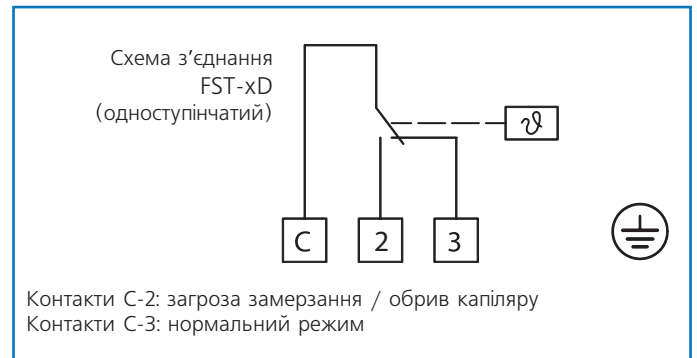 Схема з’єднання
FST-xD
(одноступінчатий)
ϑ
C
2
3
Контакти С-2: загроза замерзання / обрив капіляру
Контакти С-3: нормальний режим